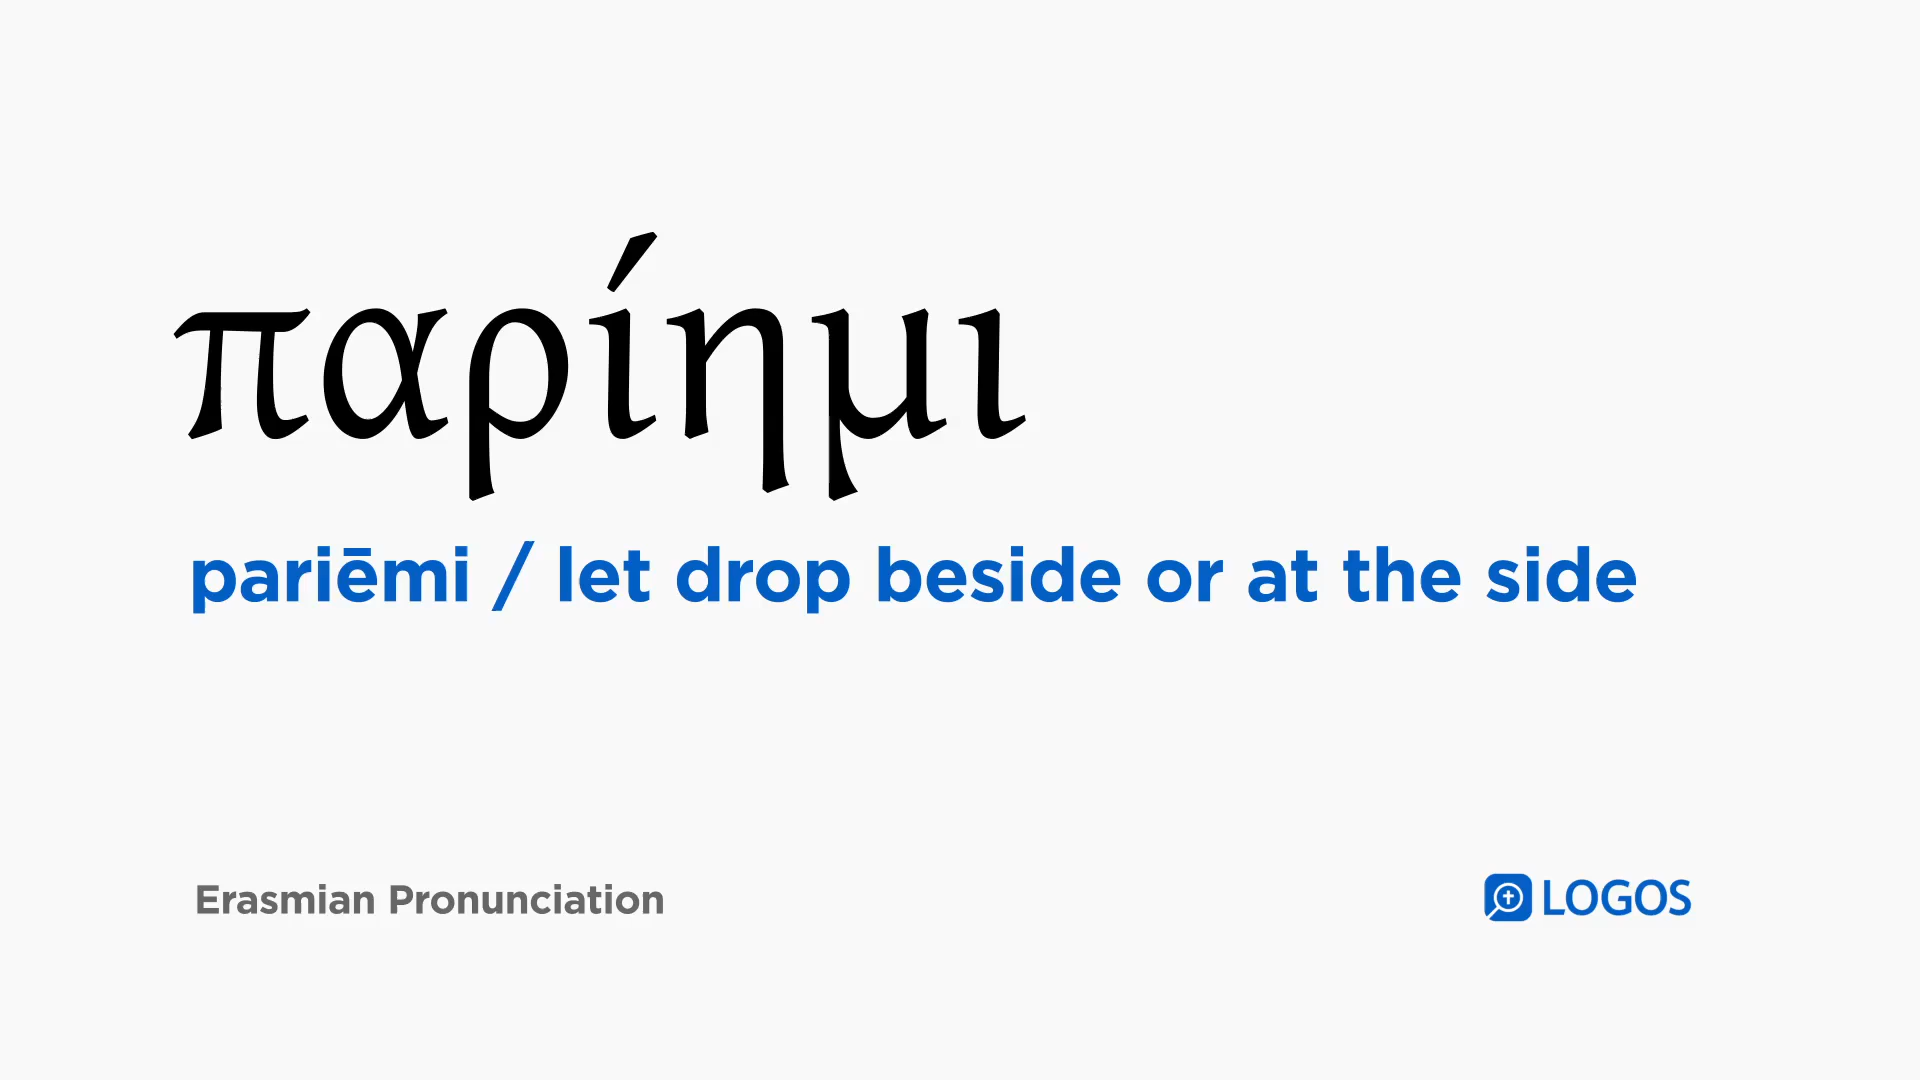 παρίημι
pariēmi / let drop beside or at the side
Erasmian Pronunciation
LOGOS